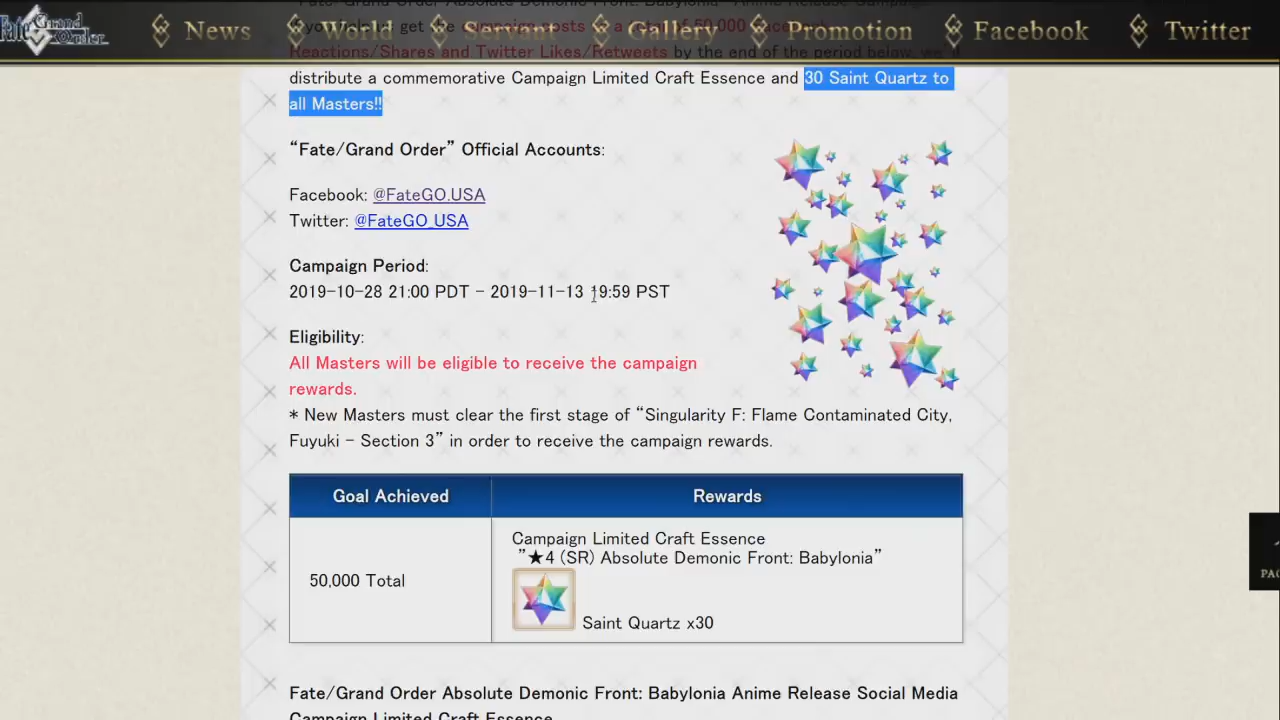 Fate Grand Order
News World Servant Gallery Promotion Facebook Twitter
Reactions/Shares and Twitter Likes/Retweets by the end of the period below, we'll
distribute a commemorative Campaign Limited Craft Essence and 30 Saint Quartz to
all Masters!!
“Fate/Grand Order” Official Accounts:
Facebook: @FateGO.USA
Twitter: @FateGO_USA
Campaign Period:
2019-10-28 21:00 PDT - 2019-11-13 19:59 PST
Eligibility:
All Masters will be eligible to receive the campaign
rewards.
* New Masters must clear the first stage of “Singularity F: Flame Contaminated City,
Fuyuki - Section 3” in order to receive the campaign rewards.
Goal Achieved Rewards
Campaign Limited Craft Essence
”★4 (SR) Absolute Demonic Front: Babylonia”
50,000 Total
Saint Quartz x30
Fate/Grand Order Absolute Demonic Front: Babylonia Anime Release Social Media
Campaign Limited Craft Essence